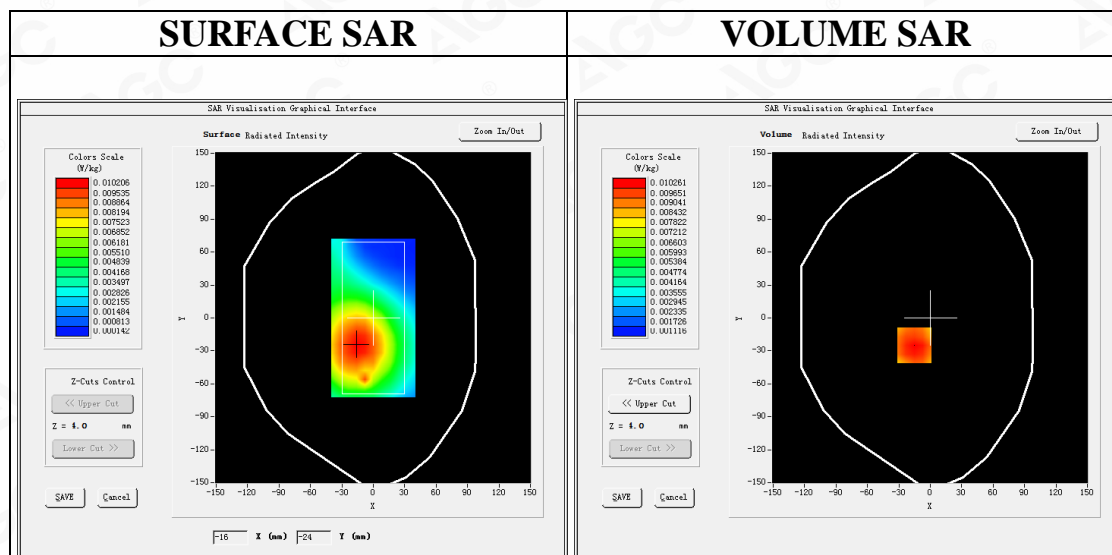 SURFACE SAR
VOLUME SAR
SAR Visualisation Graphical Interface
Surface Radiated Intensity
Zoom In/Out
Colors Scale
(W/kg)
0.010206
0.009535
0.008864
0.008194
0.007523
0.006852
0.006181
0.005510
0.004839
0.004168
0.003497
0.002826
0.002155
0.001484
0.000813
0.000142
Z-Cuts Control
<< Upper Cut
Z = 4.0 mm
Lower Cut >>
SAVE
Cancel
150
120
90
60
30
0
-30
-60
-90
-120
-150
Y
-150 -120 -90 -60 -30 0 30 60 90 120 150
X
-16 X (mm) -24 Y (mm)
SAR Visualisation Graphical Interface
Volume Radiated Intensity
Zoom In/Out
Colors Scale
(W/kg)
0.010261
0.009651
0.009041
0.008432
0.007822
0.007212
0.006603
0.005993
0.005384
0.004774
0.004164
0.003555
0.002945
0.002335
0.001726
0.001116
Z-Cuts Control
<< Upper Cut
Z = 4.0 mm
Lower Cut >>
SAVE
Cancel
150
120
90
60
30
0
-30
-60
-90
-120
-150
Y
-150 -120 -90 -60 -30 0 30 60 90 120 150
X